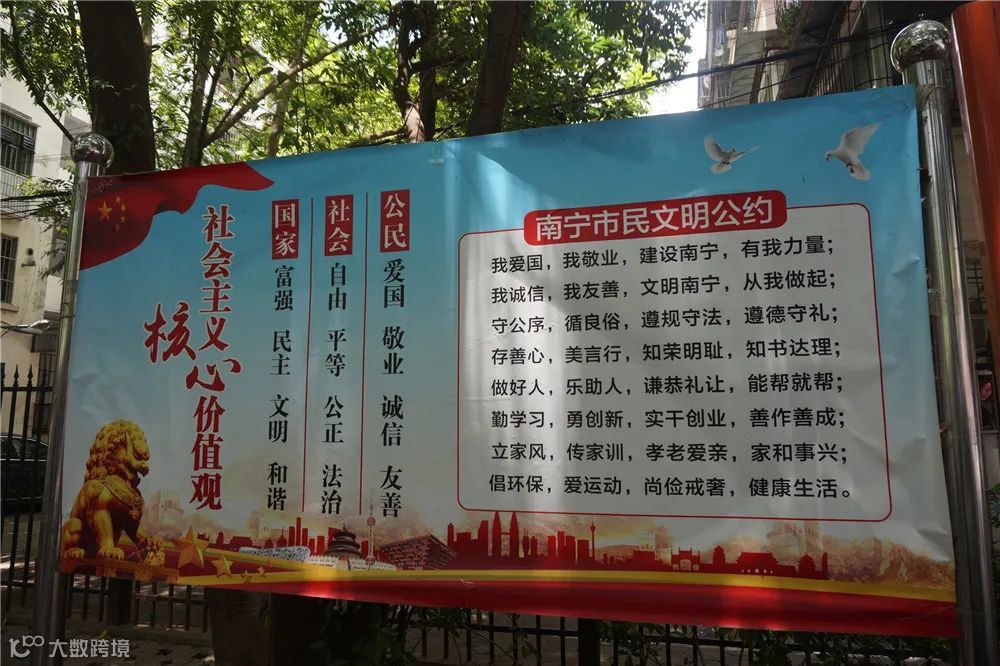 社会主义
核心价值观
国家 富强 民主 文明 和谐
社会 自由 平等 公正 法治
公民 爱国 敬业 诚信 友善
南宁市民文明公约
我爱国，我敬业，建设南宁，有我力量；
我诚信，我友善，文明南宁，从我做起；
守公序，循良俗，遵规守法，遵德守礼；
存善心，美言行，知荣明耻，知书达理；
做好人，乐助人，谦恭礼让，能帮就帮；
勤学习，勇创新，实干创业，善作善成；
立家风，传家训，孝老爱亲，家和事兴；
倡环保，爱运动，尚俭戒奢，健康生活。
大数跨境